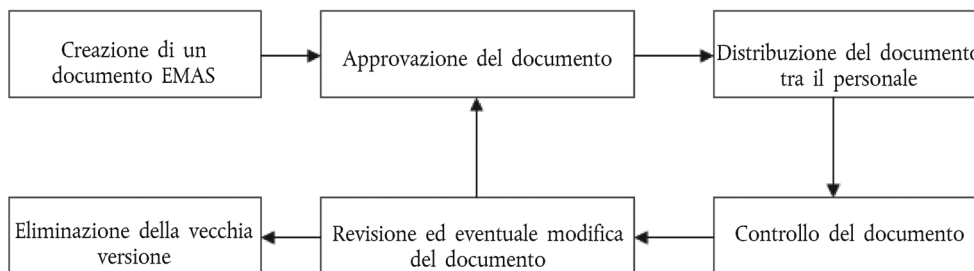 Creazione di un
documento EMAS
Approvazione del documento
Distribuzione del documento
tra il personale
Eliminazione della vecchia
versione
Revisione ed eventuale modifica
del documento
Controllo del documento